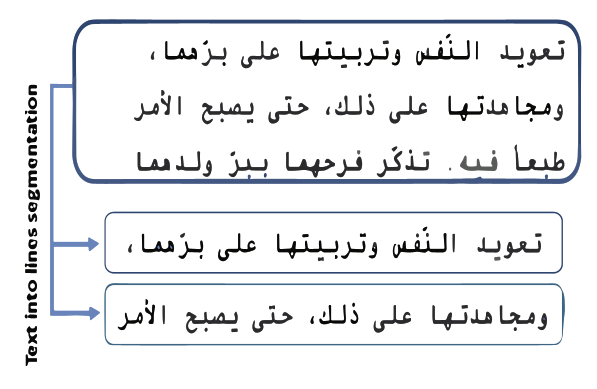 تعويد النّفس وتربيتها على برّهما،
ومجاهدتها على ذلك، حتى يصبح الأمر
طبعاً فيه. تذكّر فرحهما ببرّ ولدهما
تعويد النّفس وتربيتها على برّهما،
ومجاهدتها على ذلك، حتى يصبح الأمر
Text into lines segmentation